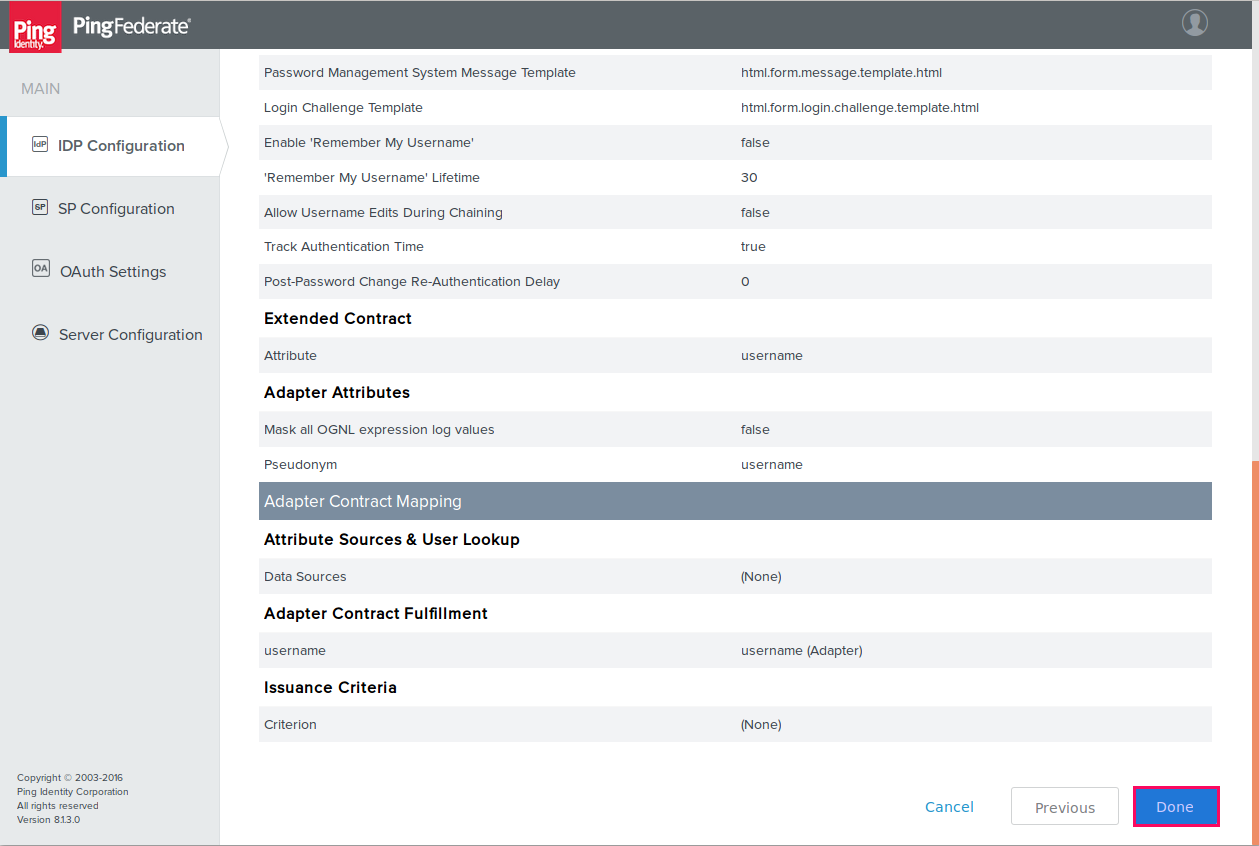 Ping
Identity.
PingFederate®
MAIN
IdP IDP Configuration
SP SP Configuration
OA OAuth Settings
Server Configuration
Copyright © 2003-2016
Ping Identity Corporation
All rights reserved
Version 8.1.3.0
Password Management System Message Template html.form.message.template.html
Login Challenge Template html.form.login.challenge.template.html
Enable 'Remember My Username' false
'Remember My Username' Lifetime 30
Allow Username Edits During Chaining false
Track Authentication Time true
Post-Password Change Re-Authentication Delay 0
Extended Contract
Attribute username
Adapter Attributes
Mask all OGNL expression log values false
Pseudonym username
Adapter Contract Mapping
Attribute Sources & User Lookup
Data Sources (None)
Adapter Contract Fulfillment
username username (Adapter)
Issuance Criteria
Criterion (None)
Cancel Previous Done